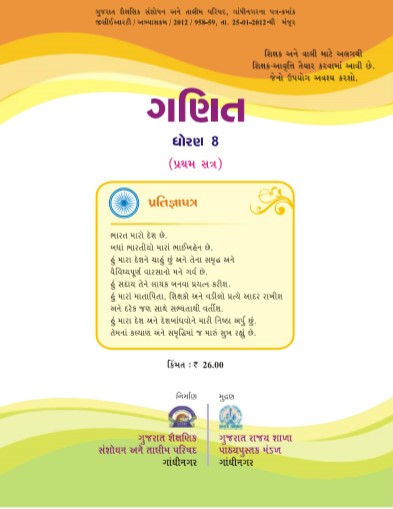 ગુજરાત શૈક્ષણિક સંશોધન અને તાલીમ પરિષદ, ગાંધીનગરના પત્ર-ક્રમાંક
જીસીઈઆરટી / અભ્યાસક્રમ / 2012 / 958-59, તા. 25-01-2012-થી મંજૂર
શિક્ષક અને વાલી માટે અલગથી
શિક્ષક-આવૃત્તિ તૈયાર કરવામાં આવી છે.
જેનો ઉપયોગ અવશ્ય કરશો.
ગણિત
ધોરણ 8
(પ્રથમ સત્ર)
પ્રતિજ્ઞાપત્ર
ભારત મારો દેશ છે.
બધાં ભારતીયો મારાં ભાઈબહેન છે.
હું મારા દેશને ચાહું છું અને તેના સમૃદ્ધ અને
વૈવિધ્યપૂર્ણ વારસાનો મને ગર્વ છે.
હું સદાય તેને લાયક બનવા પ્રયત્ન કરીશ.
હું મારાં માતાપિતા, શિક્ષકો અને વડીલો પ્રત્યે આદર રાખીશ
અને દરેક જણ સાથે સભ્યતાથી વર્તીશ.
હું મારા દેશ અને દેશબાંધવોને મારી નિષ્ઠા અર્પું છું.
તેમનાં કલ્યાણ અને સમૃદ્ધિમાં જ મારું સુખ રહ્યું છે.
કિંમત : ₹ 26.00
નિર્માણ
મુદ્રણ
ગુજરાત શૈક્ષણિક
સંશોધન અને તાલીમ પરિષદ
ગાંધીનગર
ગુજરાત રાજ્ય શાળા
પાઠ્યપુસ્તક મંડળ
ગાંધીનગર